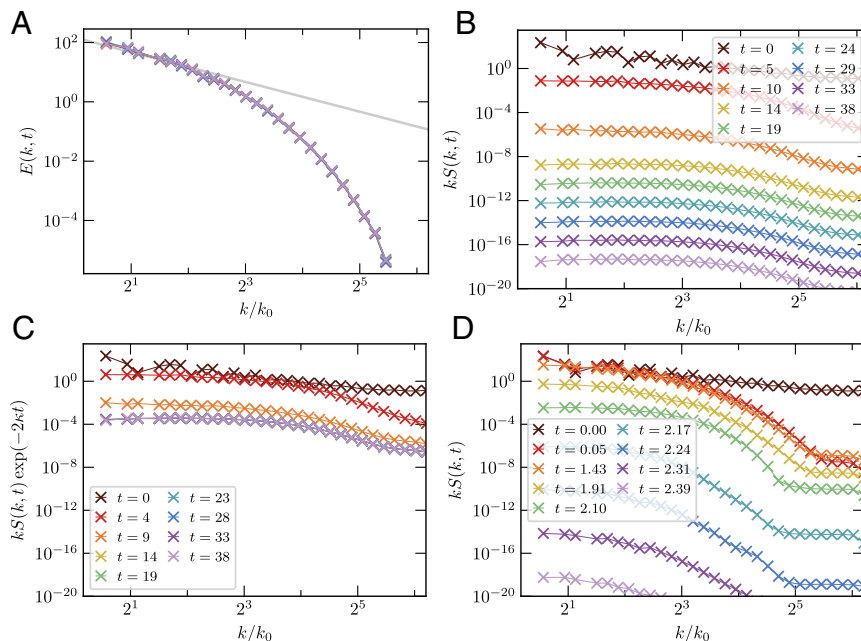 A
10^2
10^0
10^{-2}
10^{-4}
E(k, t)
2^1
2^3
2^5
k/k_0
B
10^0
10^{-4}
10^{-8}
10^{-12}
10^{-16}
10^{-20}
kS(k, t)
t = 0
t = 5
t = 10
t = 14
t = 19
t = 24
t = 29
t = 33
t = 38
2^1
2^3
2^5
k/k_0
C
10^0
10^{-4}
10^{-8}
10^{-12}
10^{-16}
10^{-20}
kS(k, t) exp(−2κt)
t = 0
t = 4
t = 9
t = 14
t = 19
t = 23
t = 28
t = 33
t = 38
2^1
2^3
2^5
k/k_0
D
10^0
10^{-4}
10^{-8}
10^{-12}
10^{-16}
10^{-20}
kS(k, t)
t = 0.00
t = 0.05
t = 1.43
t = 1.91
t = 2.10
t = 2.17
t = 2.24
t = 2.31
t = 2.39
2^1
2^3
2^5
k/k_0